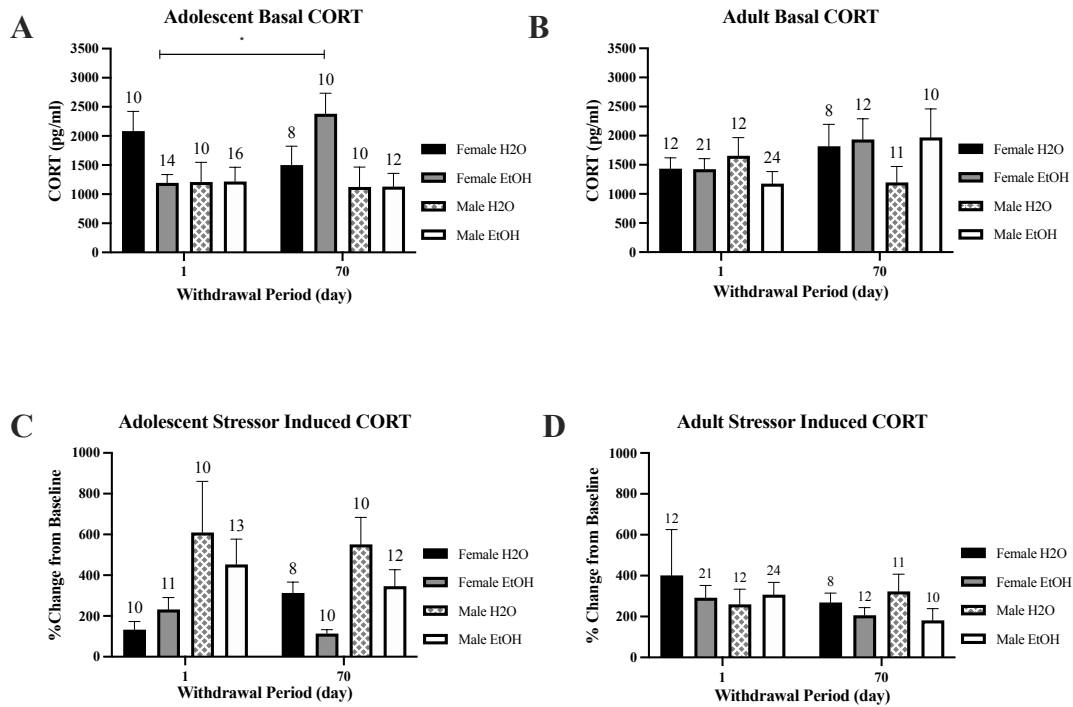 A
Adolescent Basal CORT
*
3500
3000
2500
2000
1500
1000
500
0
CORT (pg/ml)
10
14
10
16
8
10
10
12
1
70
Withdrawal Period (day)
Female H2O
Female EtOH
Male H2O
Male EtOH
B
Adult Basal CORT
3500
3000
2500
2000
1500
1000
500
0
CORT (pg/ml)
12
21
12
24
8
12
11
10
1
70
Withdrawal Period (day)
Female H2O
Female EtOH
Male H2O
Male EtOH
C
Adolescent Stressor Induced CORT
1000
800
600
400
200
0
%Change from Baseline
10
11
10
13
8
10
10
12
1
70
Withdrawal Period (day)
Female H2O
Female EtOH
Male H2O
Male EtOH
D
Adult Stressor Induced CORT
1000
800
600
400
200
0
% Change from Baseline
12
21
12
24
8
12
11
10
1
70
Withdrawal Period (day)
Female H2O
Female EtOH
Male H2O
Male EtOH